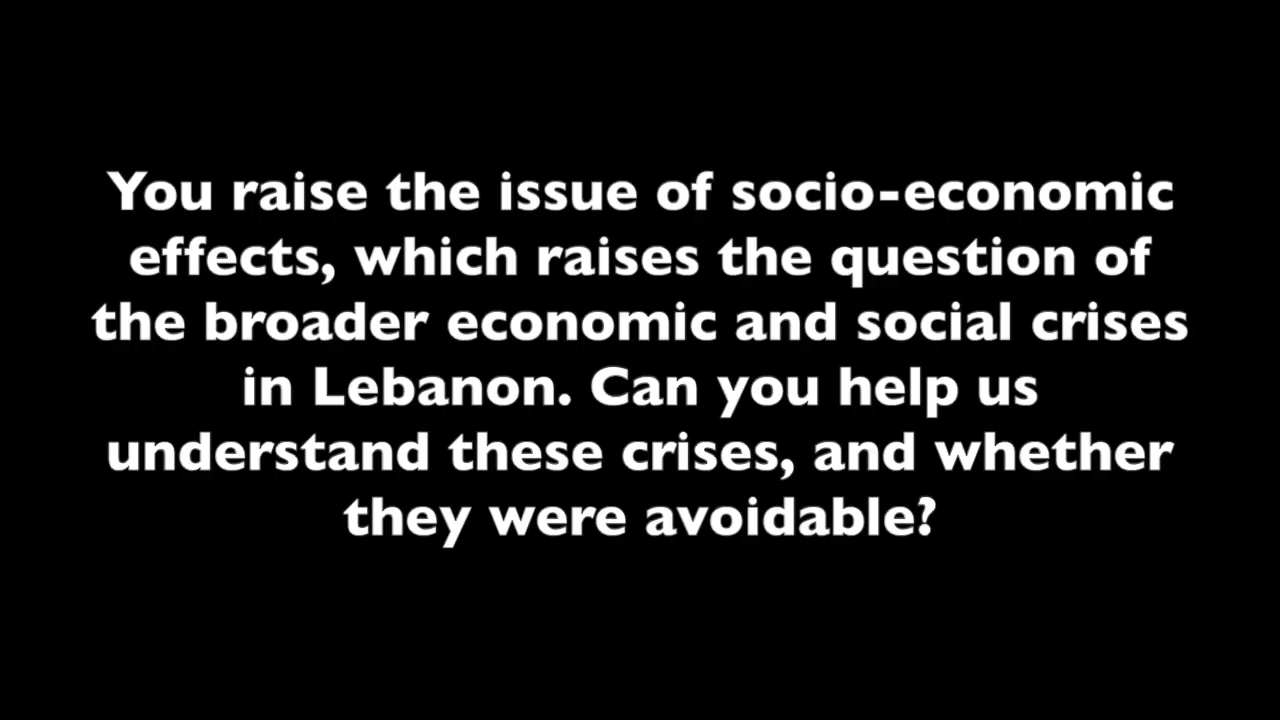 You raise the issue of socio-economic
effects, which raises the question of
the broader economic and social crises
in Lebanon. Can you help us
understand these crises, and whether
they were avoidable?